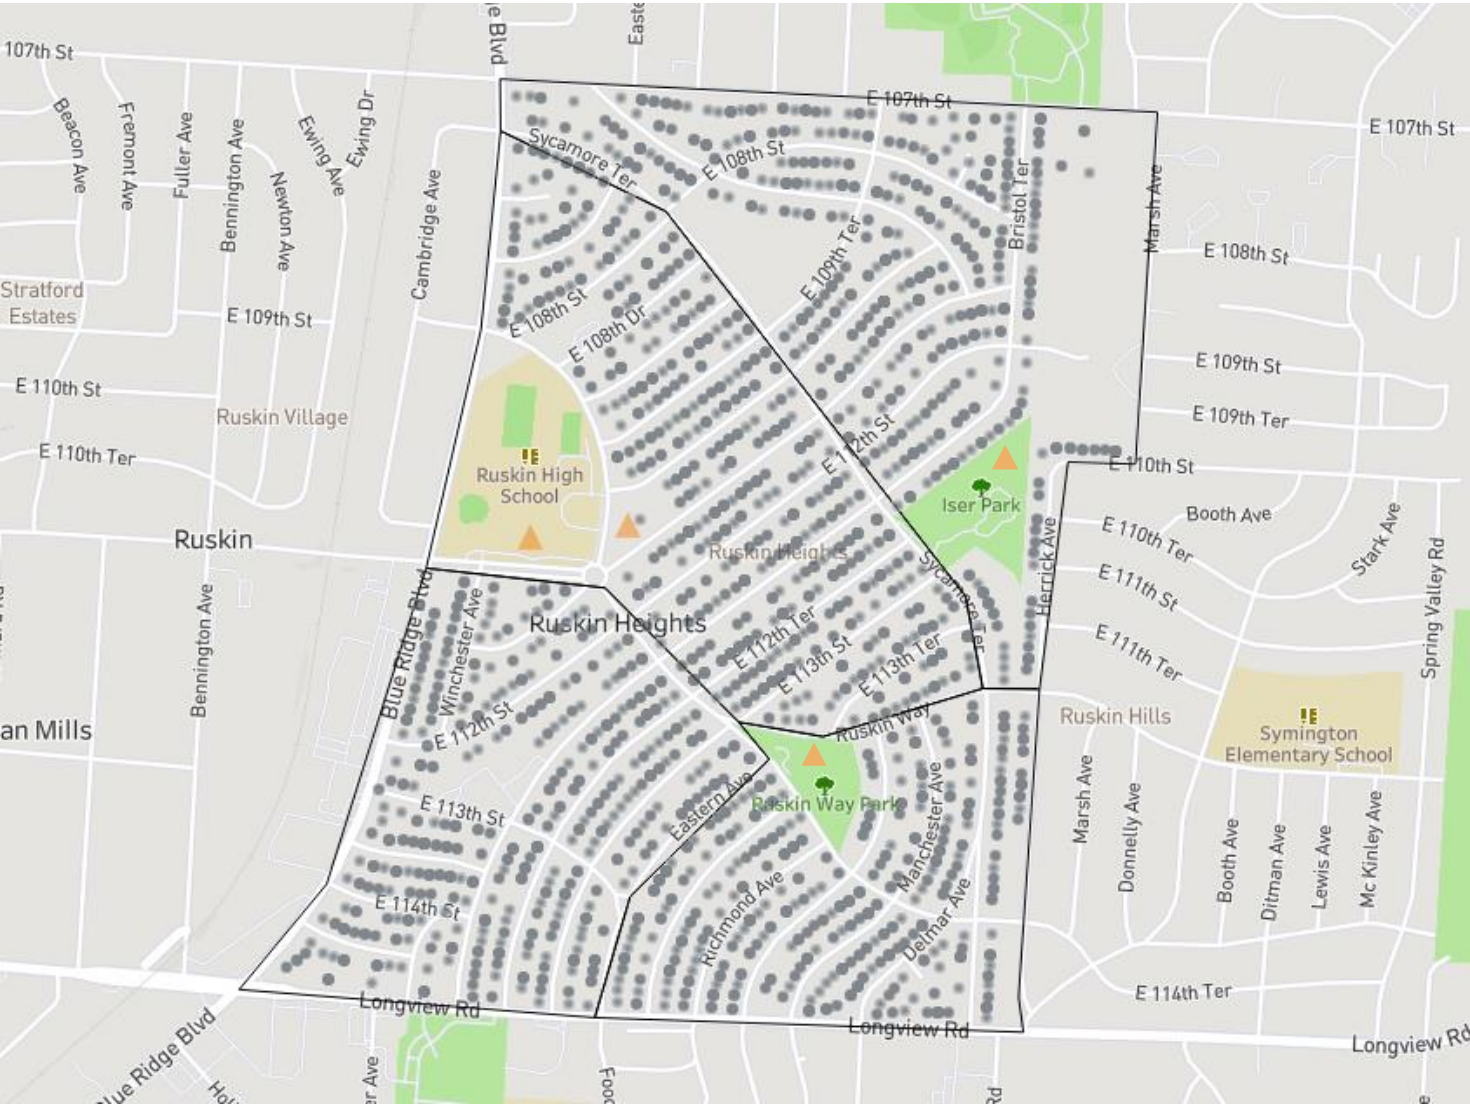 ge Blvd
Easte
107th St
E 107th St
E 107th St
Beacon Ave
Fremont Ave
Fuller Ave
Bennington Ave
Ewing Ave
Ewing Dr
Newton Ave
Cambridge Ave
Sycamore Ter
E 108th St
Bristol Ter
Marsh Ave
E 108th St
Stratford
Estates
E 109th St
E 109th Ter
E 108th St
E 108th Dr
E 109th St
E 110th St
Ruskin Village
E 109th Ter
E 110th Ter
E 112th St
E 110th St
Ruskin High
School
Iser Park
Booth Ave
Stark Ave
Ruskin
Ruskin Heights
E 110th Ter
Herrick Ave
Sycamore Ter
E 111th St
Spring Valley Rd
Bennington Ave
Blue Ridge Blvd
Winchester Ave
Ruskin Heights
E 112th Ter
E 113th St
E 113th Ter
E 111th Ter
an Mills
E 112th St
Ruskin Way
Ruskin Hills
Symington
Elementary School
Eastern Ave
Ruskin Way Park
Manchester Ave
Marsh Ave
Donnelly Ave
E 113th St
Booth Ave
Ditman Ave
Lewis Ave
Mc Kinley Ave
E 114th St
Richmond Ave
Delmar Ave
E 114th Ter
Longview Rd
Longview Rd
Longview Rd
Blue Ridge Blvd
er Ave
Food
Rd